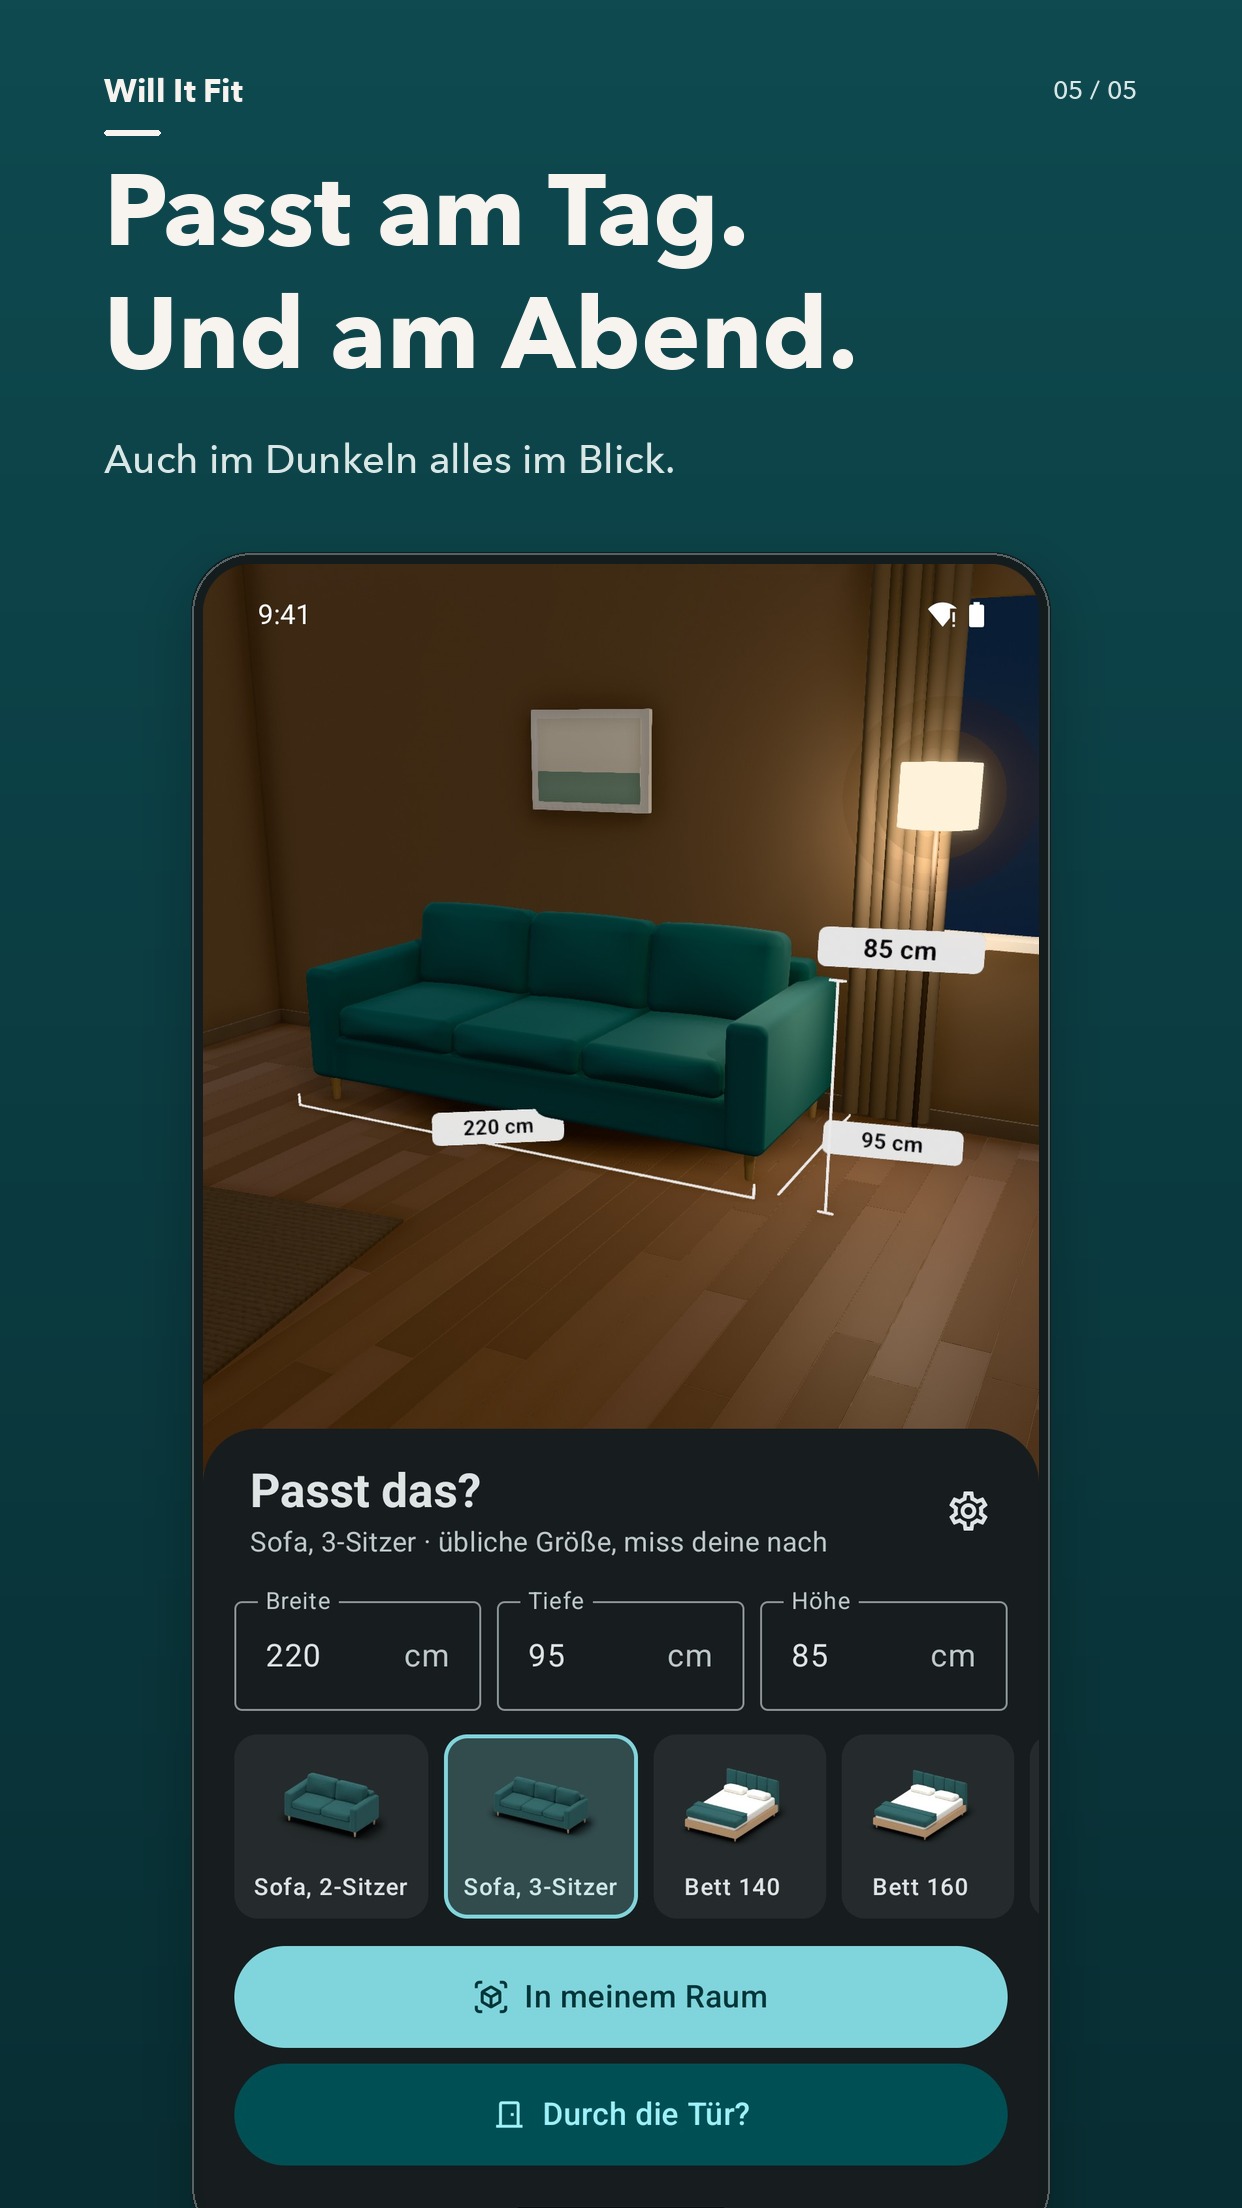 Will It Fit
05 / 05
Passt am Tag.
Und am Abend.
Auch im Dunkeln alles im Blick.
9:41
85 cm
220 cm
95 cm
Passt das?
Sofa, 3-Sitzer · übliche Größe, miss deine nach
Breite
Tiefe
Höhe
220 cm
95 cm
85 cm
Sofa, 2-Sitzer
Sofa, 3-Sitzer
Bett 140
Bett 160
In meinem Raum
Durch die Tür?